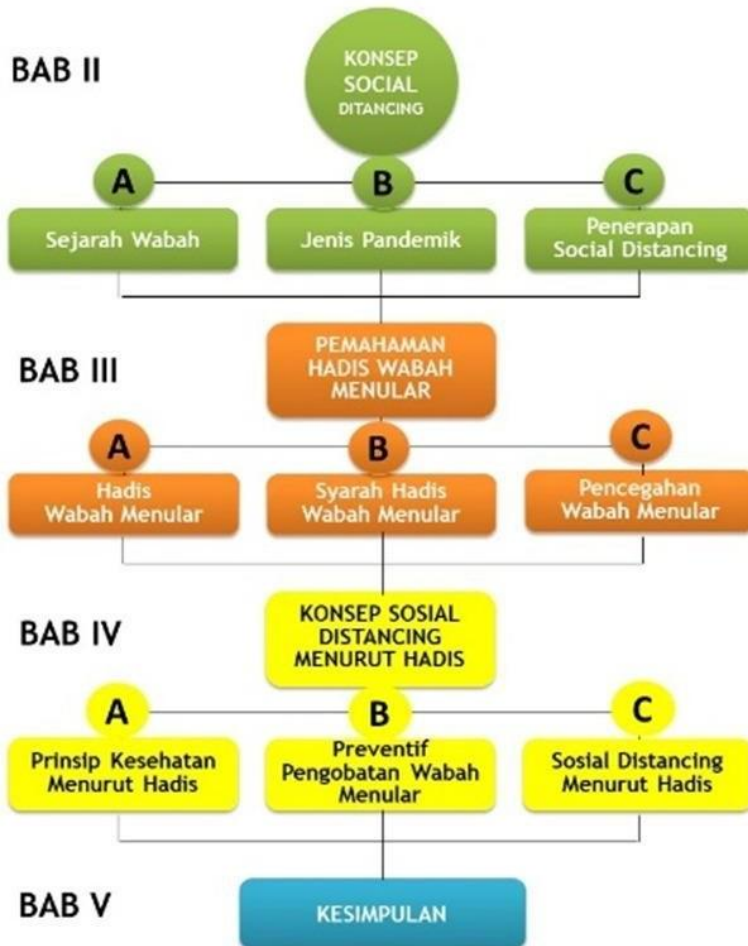 BAB II
KONSEP
SOCIAL
DITANCING
A
B
C
Sejarah Wabah
Jenis Pandemik
Penerapan
Social Distancing
BAB III
PEMAHAMAN
HADIS WABAH
MENULAR
A
B
C
Hadis
Wabah Menular
Syarah Hadis
Wabah Menular
Pencegahan
Wabah Menular
BAB IV
KONSEP SOSIAL
DISTANCING
MENURUT HADIS
A
B
C
Prinsip Kesehatan
Menurut Hadis
Preventif
Pengobatan Wabah
Menular
Sosial Distancing
Menurut Hadis
BAB V
KESIMPULAN